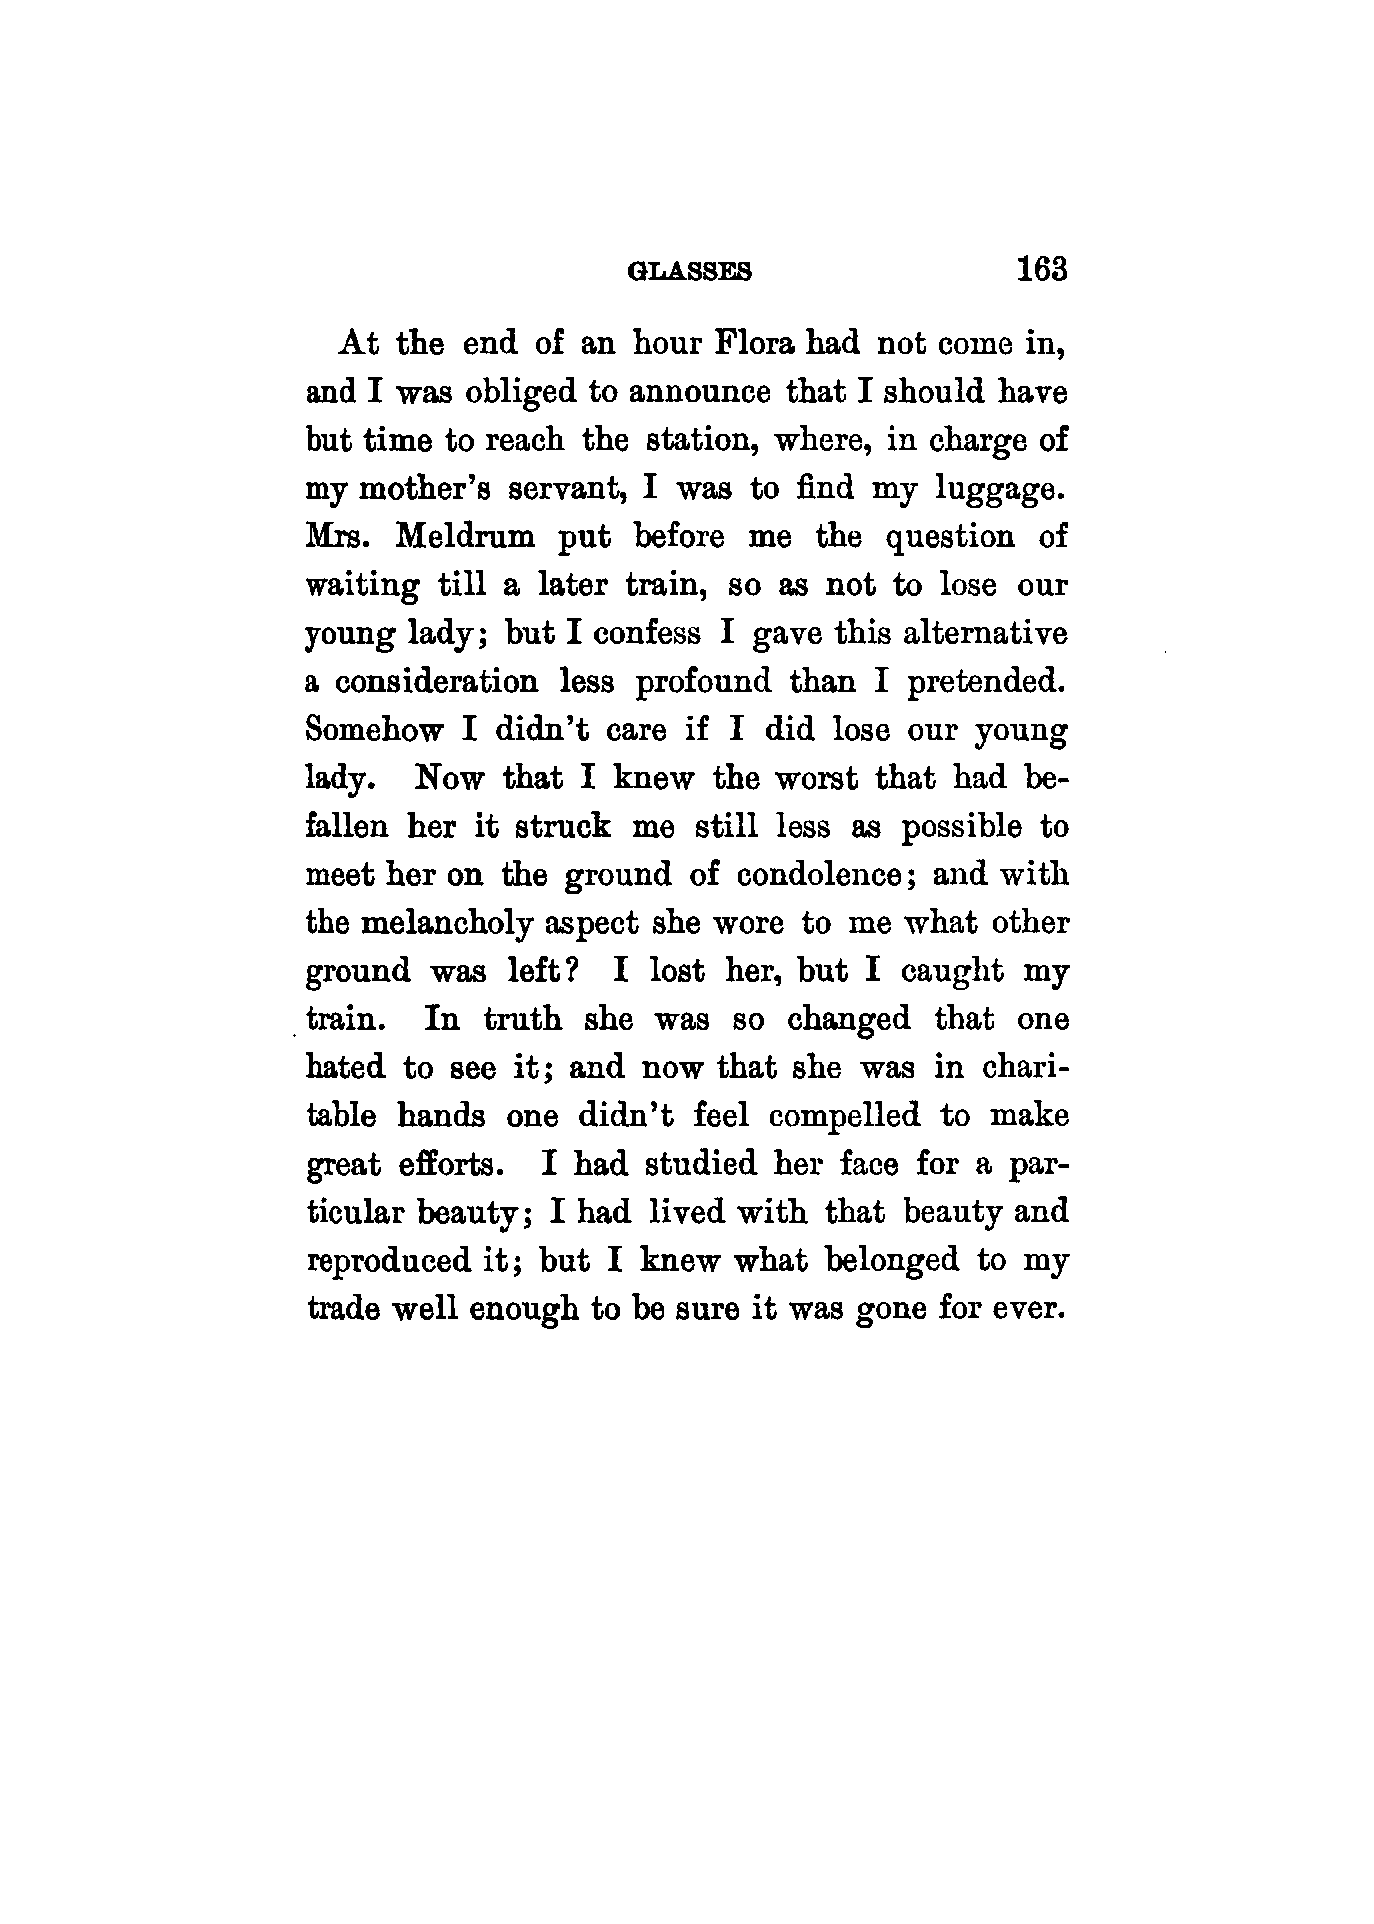 GLASSES 163
At the end of an hour Flora had not come in,
and I was obliged to announce that I should have
but time to reach the station, where, in charge of
my mother's servant, I was to find my luggage.
Mrs. Meldrum put before me the question of
waiting till a later train, so as not to lose our
young lady; but I confess I gave this alternative
a consideration less profound than I pretended.
Somehow I didn't care if I did lose our young
lady. Now that I knew the worst that had be-
fallen her it struck me still less as possible to
meet her on the ground of condolence; and with
the melancholy aspect she wore to me what other
ground was left? I lost her, but I caught my
train. In truth she was so changed that one
hated to see it; and now that she was in chari-
table hands one didn't feel compelled to make
great efforts. I had studied her face for a par-
ticular beauty; I had lived with that beauty and
reproduced it; but I knew what belonged to my
trade well enough to be sure it was gone for ever.